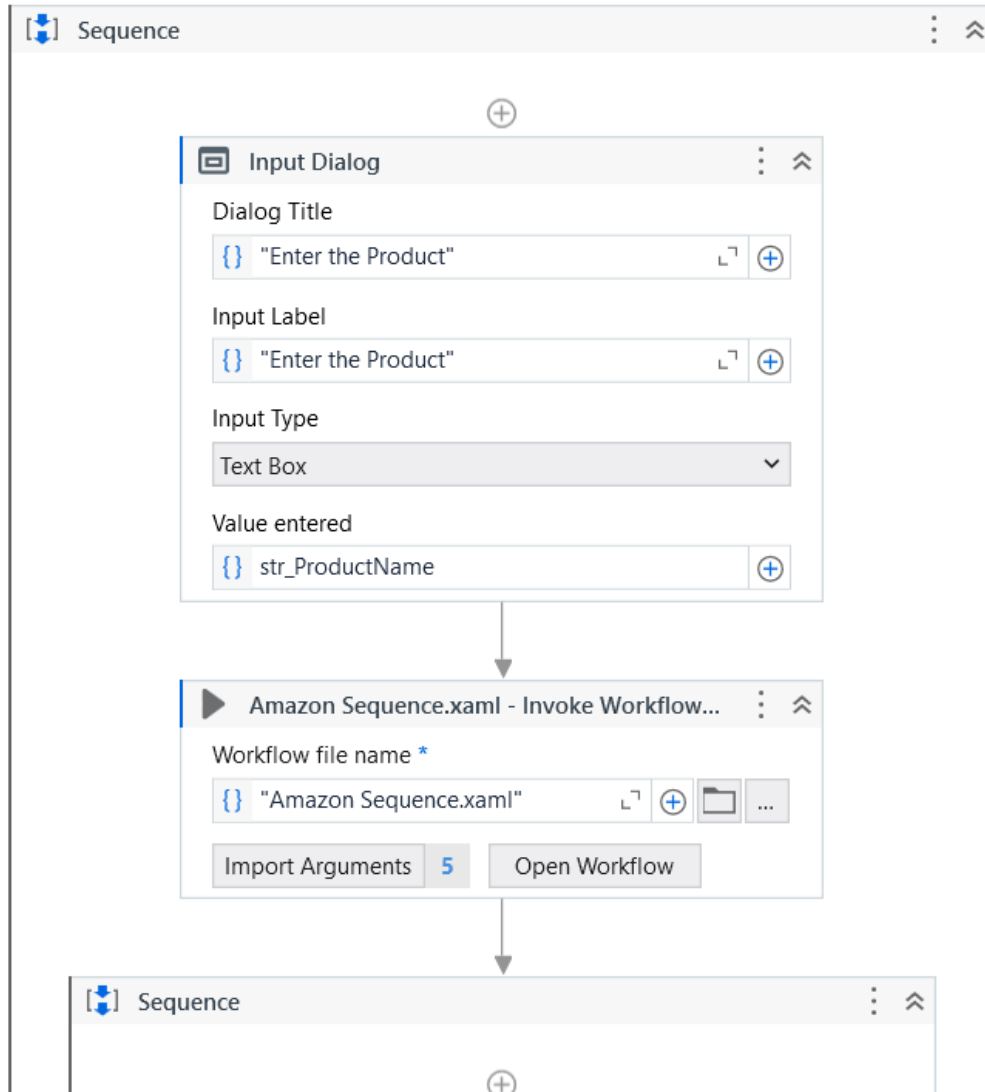 Sequence
Input Dialog
Dialog Title
{} "Enter the Product"
Input Label
{} "Enter the Product"
Input Type
Text Box
Value entered
{} str_ProductName
Amazon Sequence.xaml - Invoke Workflow...
Workflow file name *
{} "Amazon Sequence.xaml" ...
Import Arguments 5 Open Workflow
Sequence